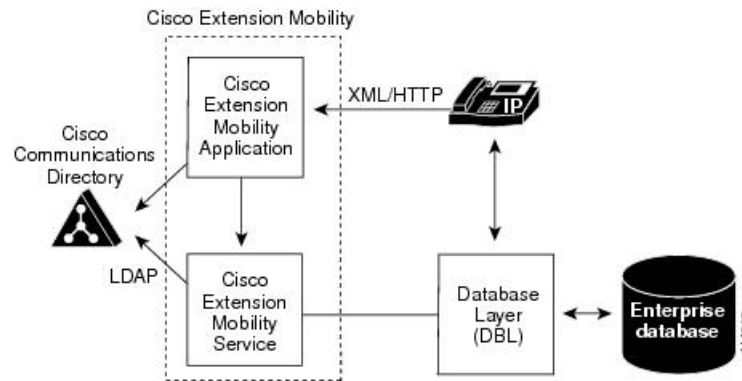 Cisco Extension Mobility
Cisco
Extension
Mobility
Application
XML/HTTP
IP
Cisco
Communications
Directory
LDAP
Cisco
Extension
Mobility
Service
Database
Layer
(DBL)
Enterprise
database